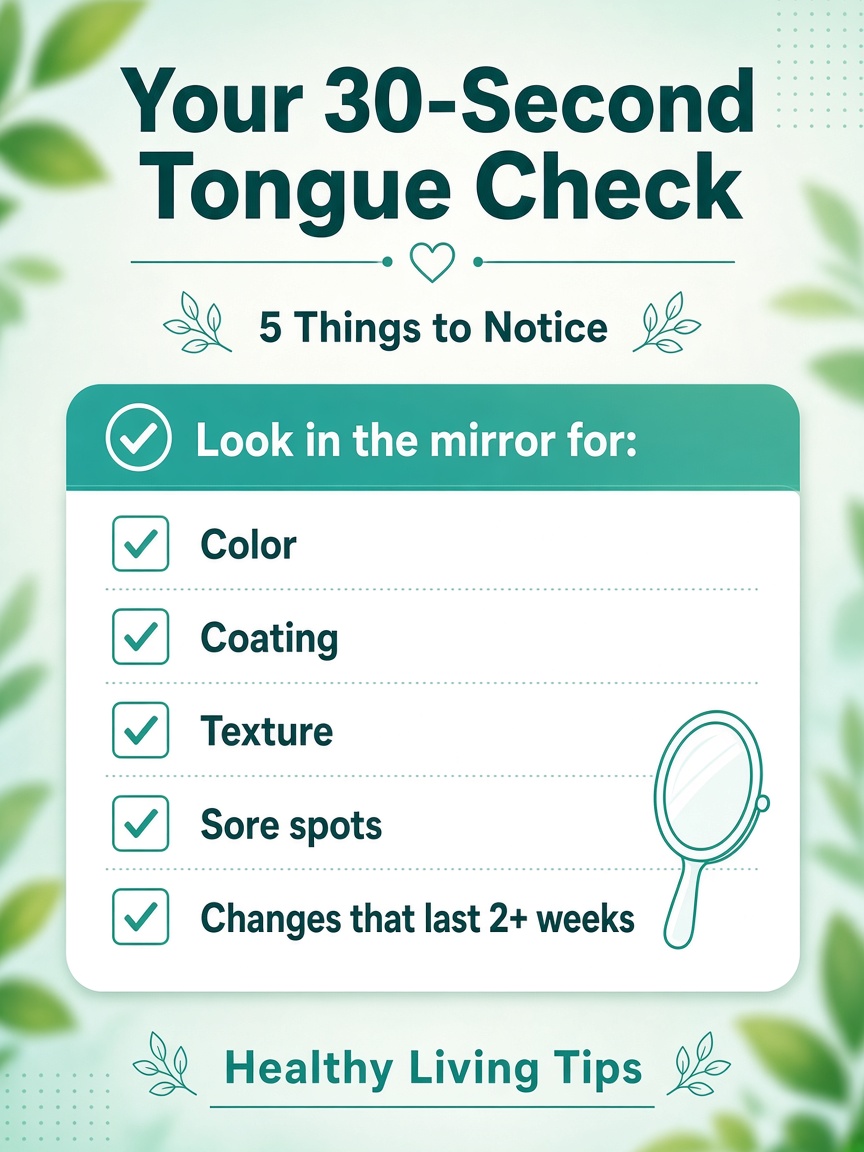 Your 30-Second
Tongue Check
5 Things to Notice
Look in the mirror for:
Color
Coating
Texture
Sore spots
Changes that last 2+ weeks
Healthy Living Tips